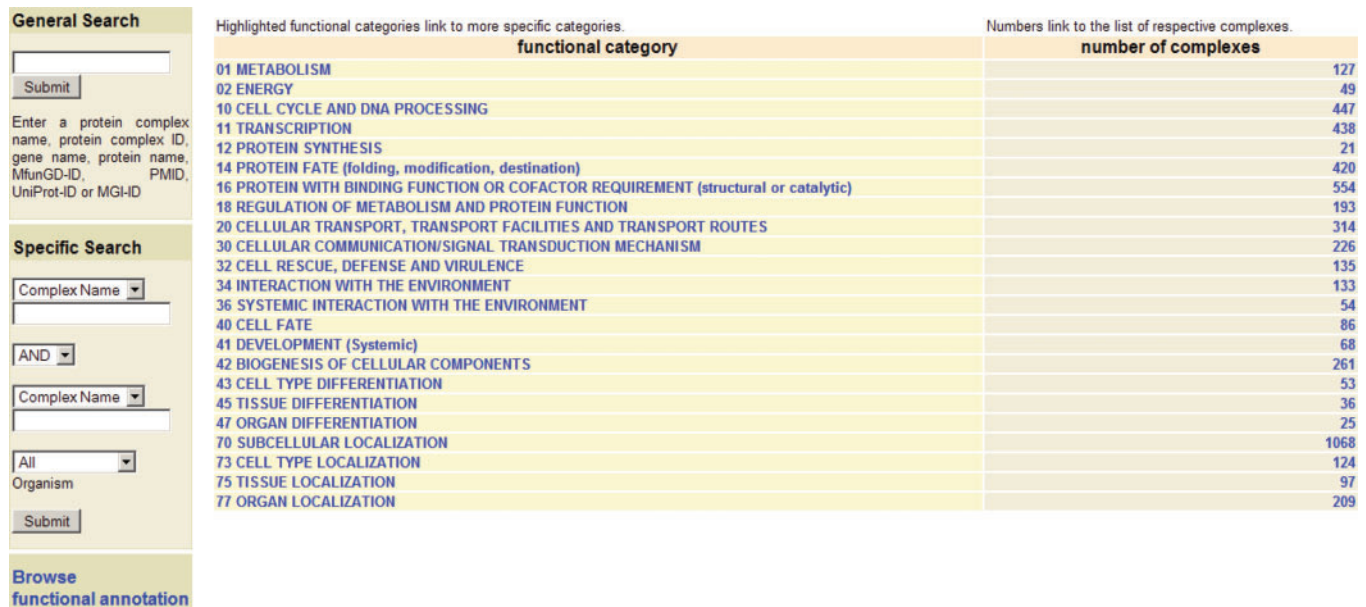 General Search
Submit
Enter a protein complex
name, protein complex ID,
gene name, protein name,
MfunGD-ID, PMID,
UniProt-ID or MGI-ID
Specific Search
Complex Name
AND
Complex Name
All
Organism
Submit
Browse
functional annotation
Highlighted functional categories link to more specific categories. Numbers link to the list of respective complexes.
functional category number of complexes
01 METABOLISM 127
02 ENERGY 49
10 CELL CYCLE AND DNA PROCESSING 447
11 TRANSCRIPTION 438
12 PROTEIN SYNTHESIS 21
14 PROTEIN FATE (folding, modification, destination) 420
16 PROTEIN WITH BINDING FUNCTION OR COFACTOR REQUIREMENT (structural or catalytic) 554
18 REGULATION OF METABOLISM AND PROTEIN FUNCTION 193
20 CELLULAR TRANSPORT, TRANSPORT FACILITIES AND TRANSPORT ROUTES 314
30 CELLULAR COMMUNICATION/SIGNAL TRANSDUCTION MECHANISM 226
32 CELL RESCUE, DEFENSE AND VIRULENCE 135
34 INTERACTION WITH THE ENVIRONMENT 133
36 SYSTEMIC INTERACTION WITH THE ENVIRONMENT 54
40 CELL FATE 86
41 DEVELOPMENT (Systemic) 68
42 BIOGENESIS OF CELLULAR COMPONENTS 261
43 CELL TYPE DIFFERENTIATION 53
45 TISSUE DIFFERENTIATION 36
47 ORGAN DIFFERENTIATION 25
70 SUBCELLULAR LOCALIZATION 1068
73 CELL TYPE LOCALIZATION 124
75 TISSUE LOCALIZATION 97
77 ORGAN LOCALIZATION 209